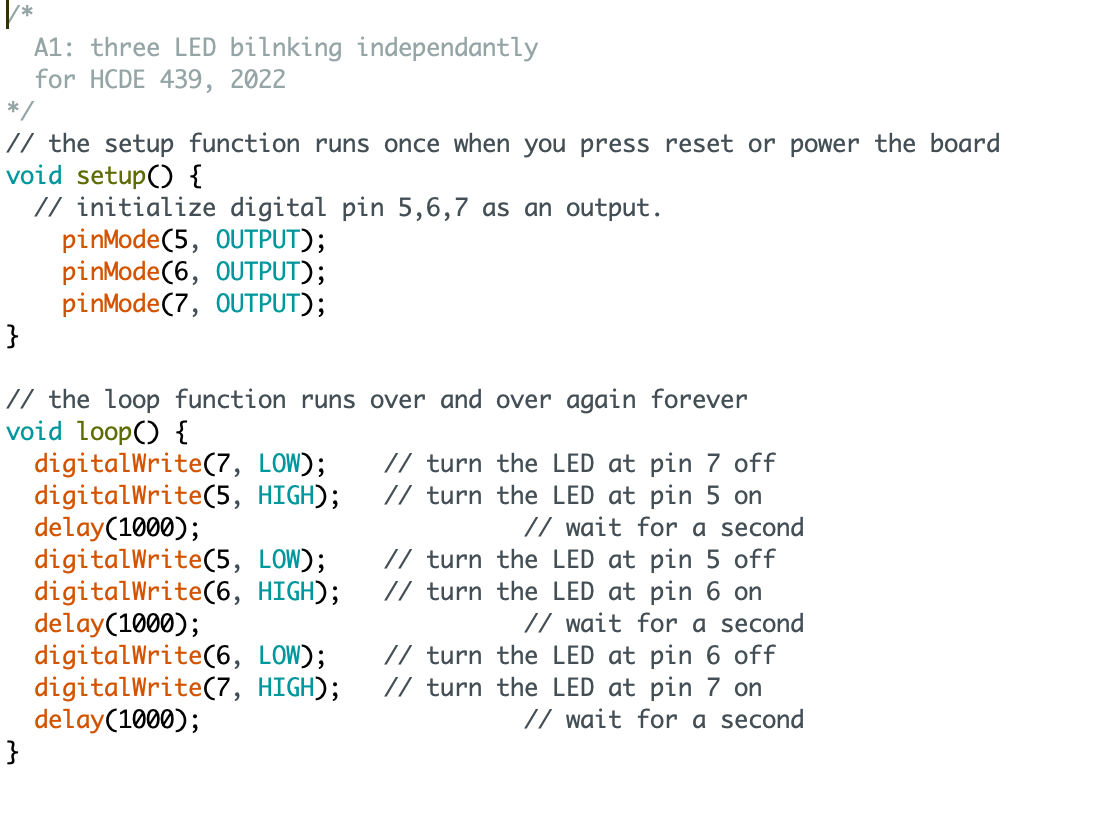 /*
  A1: three LED bilnking independantly
  for HCDE 439, 2022
*/
// the setup function runs once when you press reset or power the board
void setup() {
  // initialize digital pin 5,6,7 as an output.
    pinMode(5, OUTPUT);
    pinMode(6, OUTPUT);
    pinMode(7, OUTPUT);
}

// the loop function runs over and over again forever
void loop() {
  digitalWrite(7, LOW);    // turn the LED at pin 7 off
  digitalWrite(5, HIGH);   // turn the LED at pin 5 on
  delay(1000);                       // wait for a second
  digitalWrite(5, LOW);    // turn the LED at pin 5 off
  digitalWrite(6, HIGH);   // turn the LED at pin 6 on
  delay(1000);                       // wait for a second
  digitalWrite(6, LOW);    // turn the LED at pin 6 off
  digitalWrite(7, HIGH);   // turn the LED at pin 7 on
  delay(1000);                       // wait for a second
}